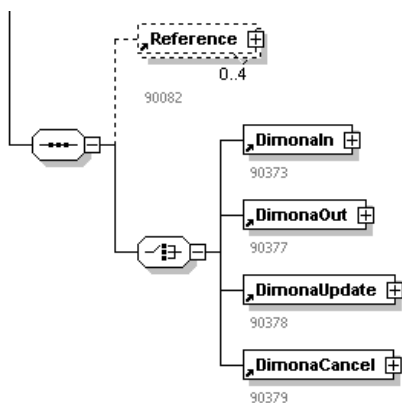 Reference
0..4
90082
DimonaIn
90373
DimonaOut
90377
DimonaUpdate
90378
DimonaCancel
90379